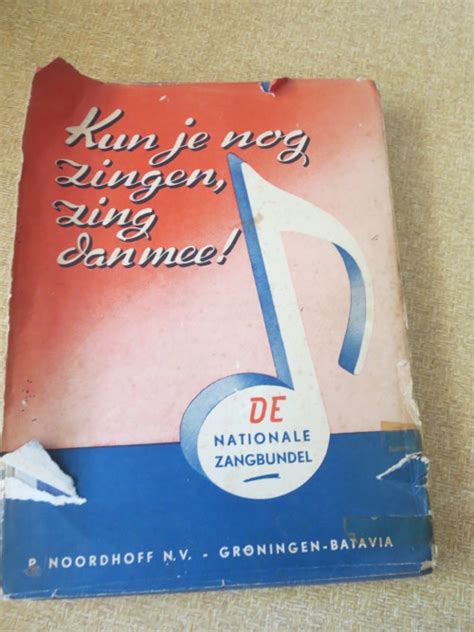 Kun je nog
zingen,
zing
dan mee!
DE
NATIONALE
ZANGBUNDEL
P. NOORDHOFF N.V. - GRONINGEN-BATAVIA